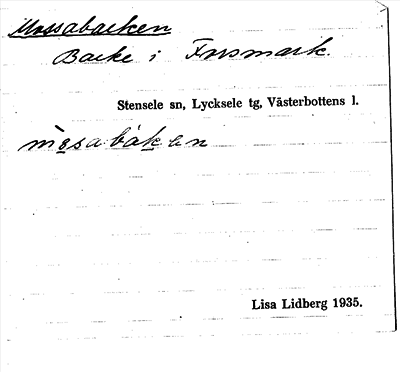 Mossabacken
Backe i Forsmark.
Stensele sn, Lycksele tg, Västerbottens l.
Lisa Lidberg 1935.